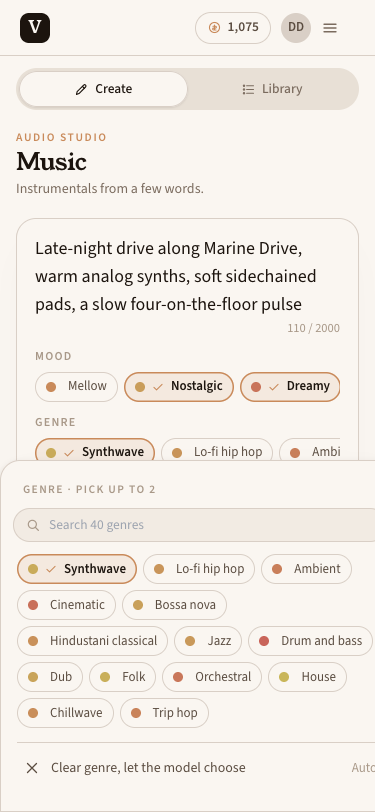 V
1,075
DD
Create
Library
AUDIO STUDIO
Music
Instrumentals from a few words.
Late-night drive along Marine Drive,
warm analog synths, soft sidechained
pads, a slow four-on-the-floor pulse
110 / 2000
MOOD
Mellow
Nostalgic
Dreamy
GENRE
Synthwave
Lo-fi hip hop
Ambi
GENRE · PICK UP TO 2
Search 40 genres
Synthwave
Lo-fi hip hop
Ambient
Cinematic
Bossa nova
Hindustani classical
Jazz
Drum and bass
Dub
Folk
Orchestral
House
Chillwave
Trip hop
Clear genre, let the model choose
Auto